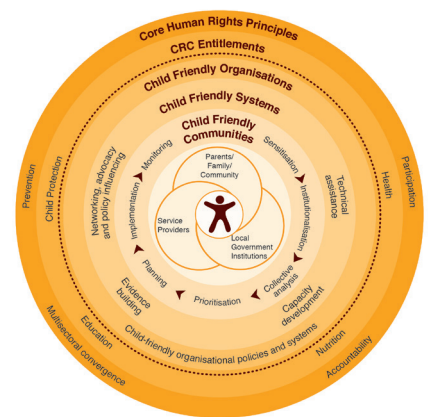 Core Human Rights Principles
CRC Entitlements
Child Friendly Organisations
Child Friendly Systems
Child Friendly
Communities
Parents/
Family/
Community
Service
Providers
Local
Government
Institutions
Sensitisation
Institutionalisation
Collective
analysis
Prioritisation
Planning
Implementation
Monitoring
Technical
assistance
Capacity
development
Child-friendly organisational policies and systems
Evidence
building
Networking, advocacy
and policy influencing
Health
Nutrition
Education
Child Protection
Participation
Accountability
Multisectoral convergence
Prevention